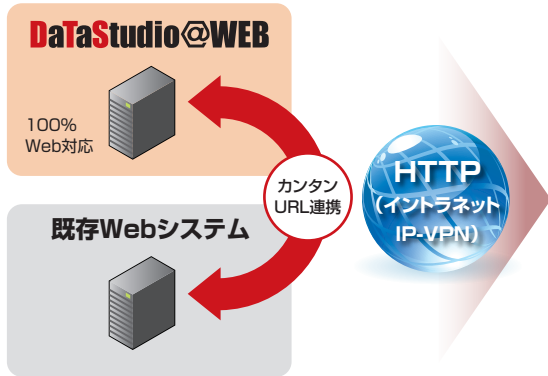 DaTaStudio@WEB
100%
Web対応
カンタン
URL連携
既存Webシステム
HTTP
（イントラネット
IP-VPN）